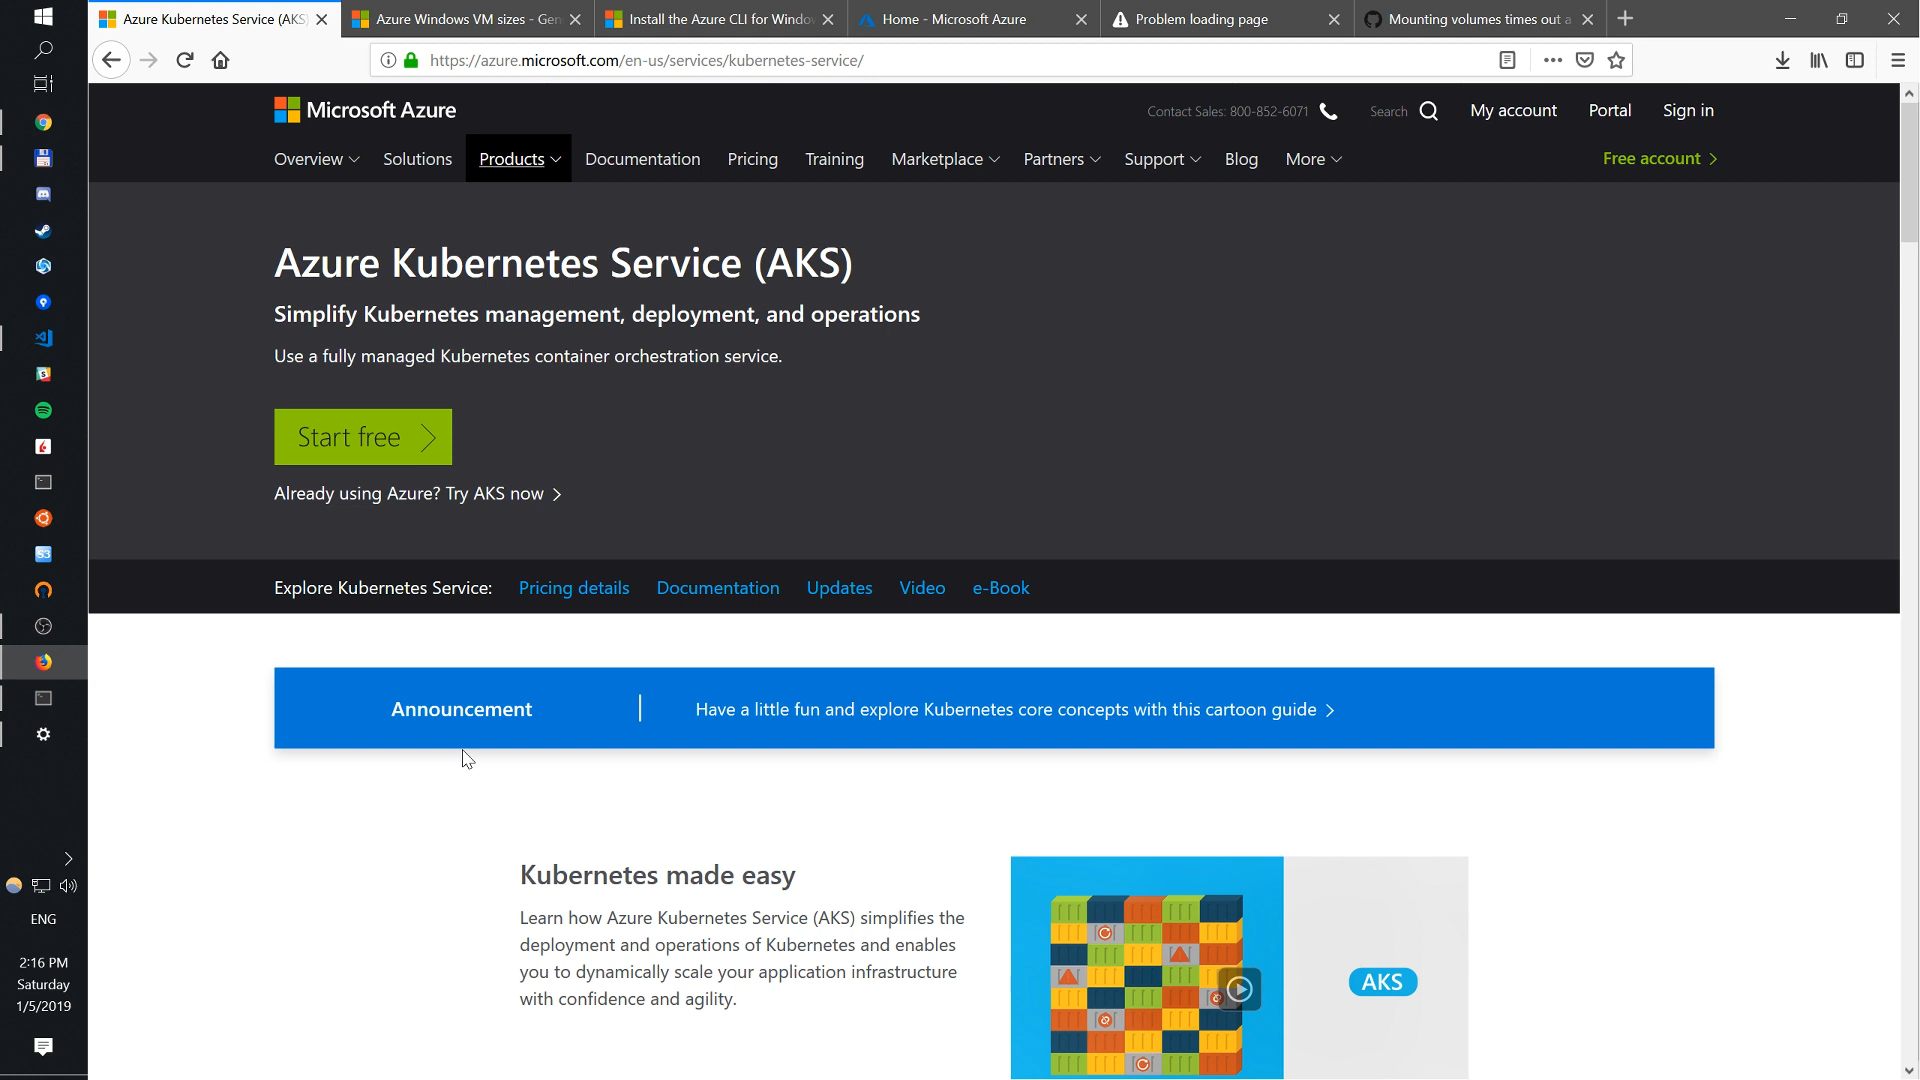 Azure Kubernetes Service (AKS)
Azure Windows VM sizes - Gen
Install the Azure CLI for Windo
Home - Microsoft Azure
Problem loading page
Mounting volumes times out a
https://azure.microsoft.com/en-us/services/kubernetes-service/
Microsoft Azure
Contact Sales: 800-852-6071
Search
My account
Portal
Sign in
Overview
Solutions
Products
Documentation
Pricing
Training
Marketplace
Partners
Support
Blog
More
Free account
Azure Kubernetes Service (AKS)
Simplify Kubernetes management, deployment, and operations
Use a fully managed Kubernetes container orchestration service.
Start free
Already using Azure? Try AKS now
Explore Kubernetes Service:
Pricing details
Documentation
Updates
Video
e-Book
Announcement
Have a little fun and explore Kubernetes core concepts with this cartoon guide
Kubernetes made easy
Learn how Azure Kubernetes Service (AKS) simplifies the
deployment and operations of Kubernetes and enables
you to dynamically scale your application infrastructure
with confidence and agility.
AKS
S3
ENG
2:16 PM
Saturday
1/5/2019